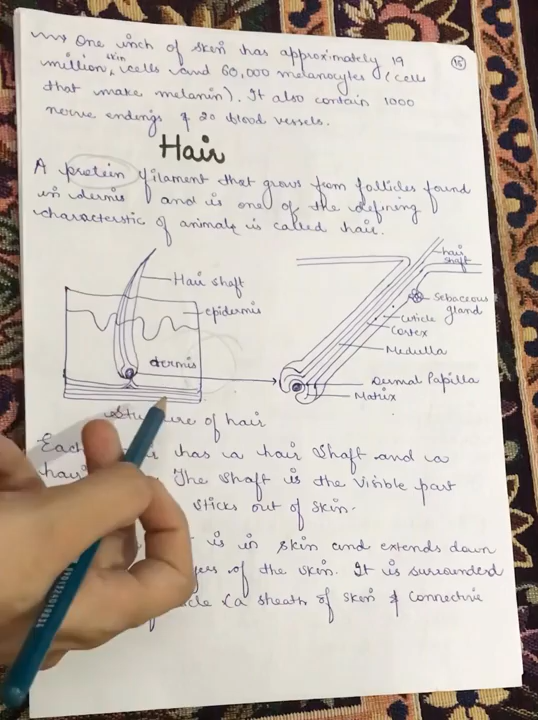 One inch of skin has approximately 19
15
million skin cells and 60,000 melanocytes (cells
that make melanin). It also contain 1000
nerve endings & 20 blood vessels.
Hair
A protein filament that grows from follicles found
in dermis and is one of the defining
characterstic of animals is called hair.
hair shaft
Hair shaft
epidermis
dermis
Sebaceous gland
cuticle
Cortex
Medulla
Dermal Papilla
Matrix
of hair
Each has a hair shaft and a
hair The shaft is the visible part
sticks out of skin.
is in skin and extends down
of the skin. It is surrounded
(a sheath of skin & connective